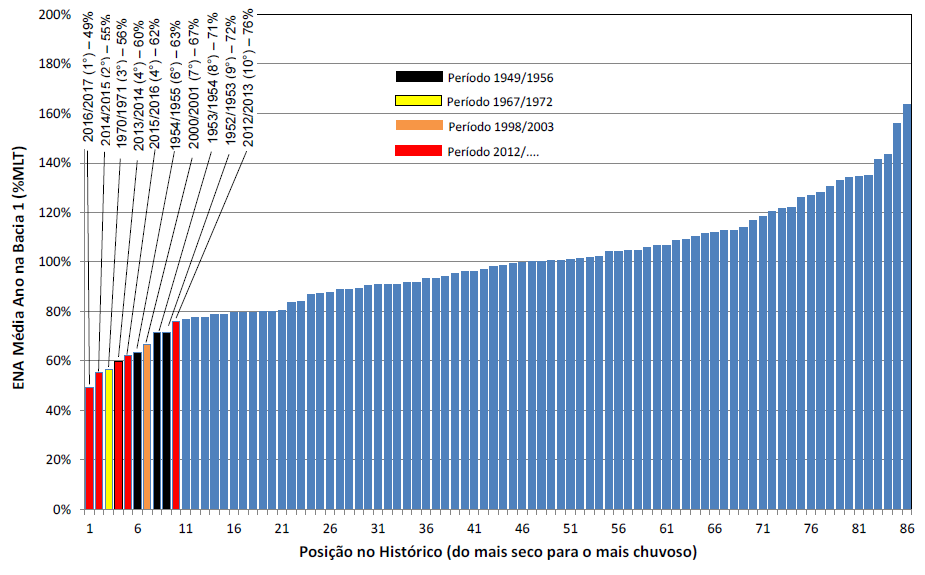 200%
180%
160%
140%
120%
100%
80%
60%
40%
20%
0%
ENA Média Ano na Bacia 1 (%MLT)
2016/2017 (1°) – 49%
2014/2015 (2°) – 55%
1970/1971 (3°) – 56%
2013/2014 (4°) – 60%
2015/2016 (4°) – 62%
1954/1955 (6°) – 63%
2000/2001 (7°) – 67%
1953/1954 (8°) – 71%
1952/1953 (9°) – 72%
2012/2013 (10°) – 76%
Período 1949/1956
Período 1967/1972
Período 1998/2003
Período 2012/....
1 6 11 16 21 26 31 36 41 46 51 56 61 66 71 76 81 86
Posição no Histórico (do mais seco para o mais chuvoso)